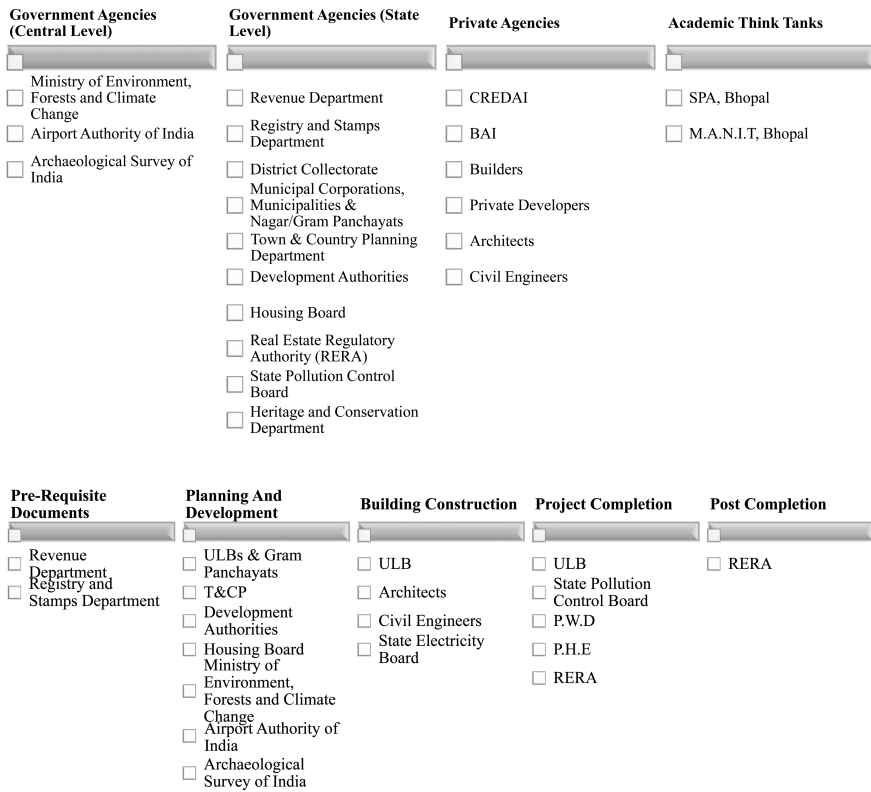 Government Agencies
(Central Level)
Ministry of Environment,
Forests and Climate
Change
Airport Authority of India
Archaeological Survey of
India
Government Agencies (State
Level)
Revenue Department
Registry and Stamps
Department
District Collectorate
Municipal Corporations,
Municipalities &
Nagar/Gram Panchayats
Town & Country Planning
Department
Development Authorities
Housing Board
Real Estate Regulatory
Authority (RERA)
State Pollution Control
Board
Heritage and Conservation
Department
Private Agencies
CREDAI
BAI
Builders
Private Developers
Architects
Civil Engineers
Academic Think Tanks
SPA, Bhopal
M.A.N.I.T, Bhopal
Pre-Requisite
Documents
Revenue
Department
Registry and
Stamps Department
Planning And
Development
ULBs & Gram
Panchayats
T&CP
Development
Authorities
Housing Board
Ministry of
Environment,
Forests and Climate
Change
Airport Authority of
India
Archaeological
Survey of India
Building Construction
ULB
Architects
Civil Engineers
State Electricity
Board
Project Completion
ULB
State Pollution
Control Board
P.W.D
P.H.E
RERA
Post Completion
RERA